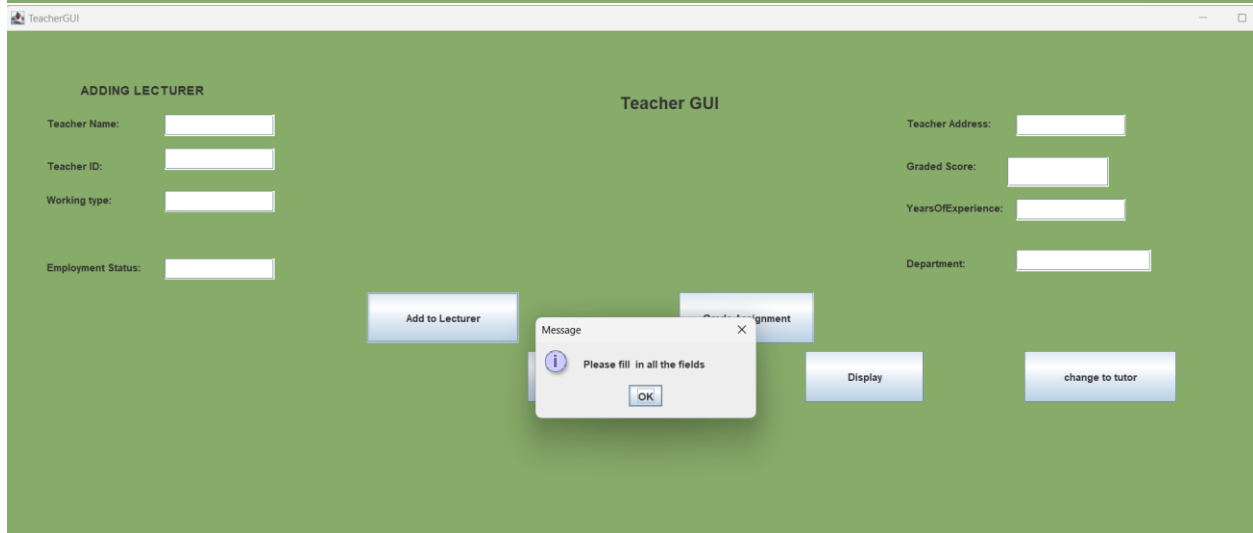 TeacherGUI
ADDING LECTURER
Teacher GUI
Teacher Name:
Teacher Address:
Teacher ID:
Graded Score:
Working type:
YearsOfExperience:
Employment Status:
Department:
Add to Lecturer
Message
Please fill in all the fields
OK
Display
change to tutor